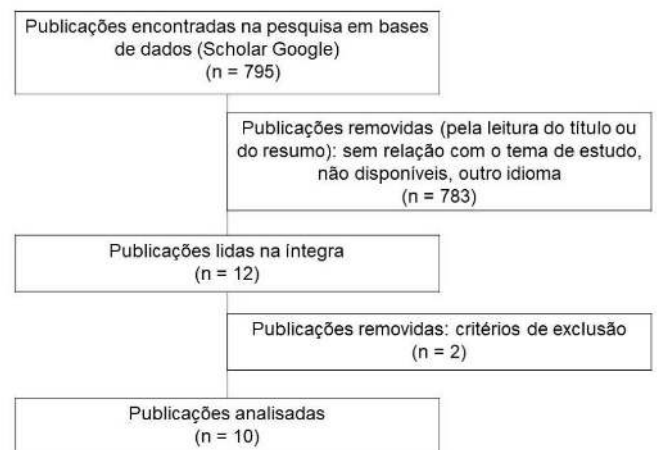 Publicações encontradas na pesquisa em bases
de dados (Scholar Google)
(n = 795)
Publicações removidas (pela leitura do título ou
do resumo): sem relação com o tema de estudo,
não disponíveis, outro idioma
(n = 783)
Publicações lidas na íntegra
(n = 12)
Publicações removidas: critérios de exclusão
(n = 2)
Publicações analisadas
(n = 10)